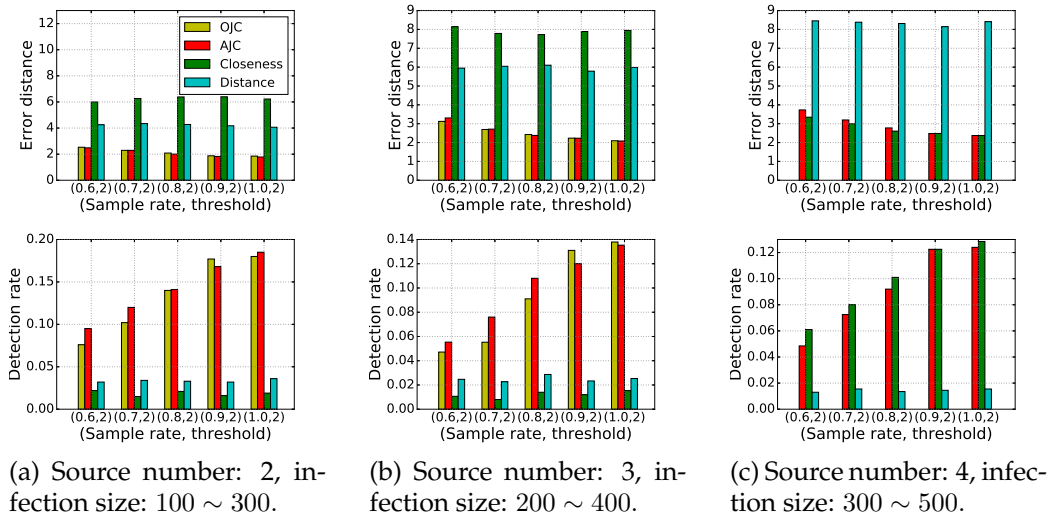 Error distance
12
10
8
6
4
2
0
OJC
AJC
Closeness
Distance
(0.6,2) (0.7,2) (0.8,2) (0.9,2) (1.0,2)
(Sample rate, threshold)
Error distance
9
8
7
6
5
4
3
2
1
0
(0.6,2) (0.7,2) (0.8,2) (0.9,2) (1.0,2)
(Sample rate, threshold)
Error distance
9
8
7
6
5
4
3
2
1
0
(0.6,2) (0.7,2) (0.8,2) (0.9,2) (1.0,2)
(Sample rate, threshold)
Detection rate
0.20
0.15
0.10
0.05
0.00
(0.6,2) (0.7,2) (0.8,2) (0.9,2) (1.0,2)
(Sample rate, threshold)
Detection rate
0.14
0.12
0.10
0.08
0.06
0.04
0.02
0.00
(0.6,2) (0.7,2) (0.8,2) (0.9,2) (1.0,2)
(Sample rate, threshold)
Detection rate
0.12
0.10
0.08
0.06
0.04
0.02
0.00
(0.6,2) (0.7,2) (0.8,2) (0.9,2) (1.0,2)
(Sample rate, threshold)
(a) Source number: 2, in-
fection size: 100 ∼ 300.
(b) Source number: 3, in-
fection size: 200 ∼ 400.
(c) Source number: 4, infec-
tion size: 300 ∼ 500.